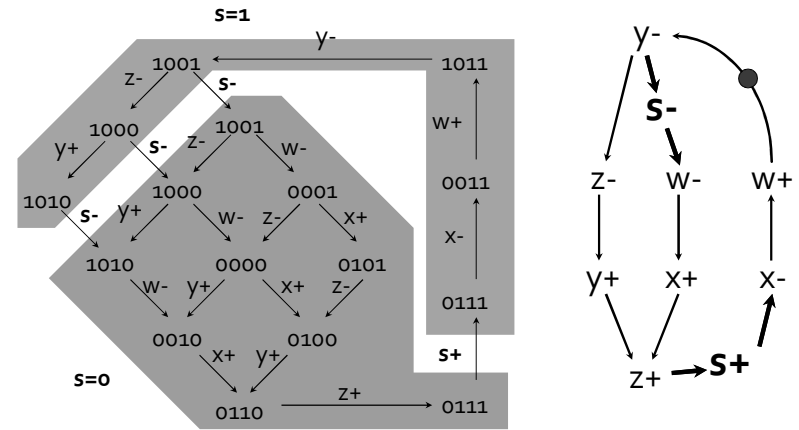 s=1
y-
y-
1001
1011
z-
s-
s-
w+
1000
s-
z-
1001
w-
y+
z-
w-
w+
1010
s-
y+
1000
w-
z-
0001
x+
0011
x-
1010
0000
0101
y+
x+
x-
w-
y+
x+
z-
0111
0010
0100
s+
s=0
x+
y+
z+
s+
z+
0110
0111